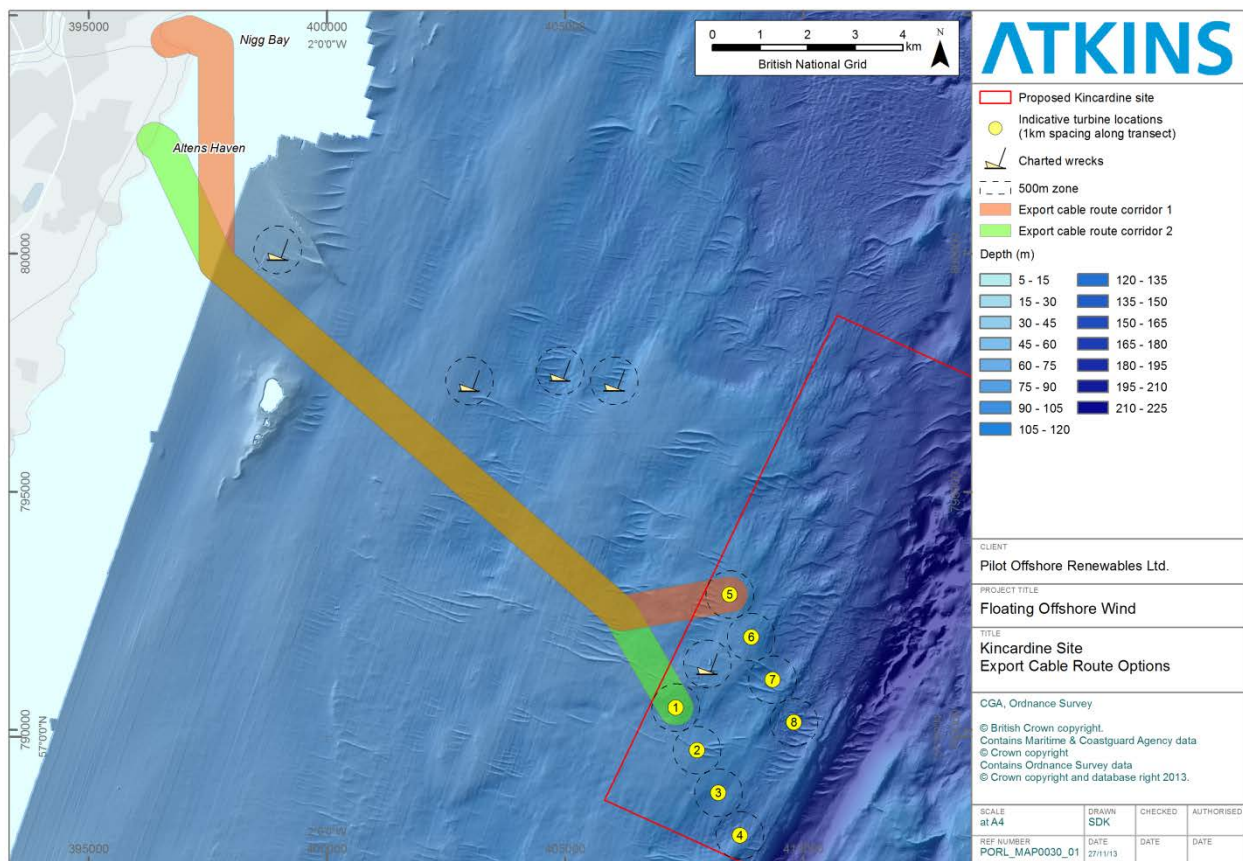 395000
400000
405000
2°0'0"W
Nigg Bay
Altens Haven
0 1 2 3 4
km
British National Grid
N
800000
800000
795000
795000
790000
790000
57°0'0"N
5
6
7
8
1
2
3
4
2°0'0"W
395000
400000
405000
410000
ATKINS
Proposed Kincardine site
Indicative turbine locations
(1km spacing along transect)
Charted wrecks
500m zone
Export cable route corridor 1
Export cable route corridor 2
Depth (m)
5 - 15
15 - 30
30 - 45
45 - 60
60 - 75
75 - 90
90 - 105
105 - 120
120 - 135
135 - 150
150 - 165
165 - 180
180 - 195
195 - 210
210 - 225
CLIENT
Pilot Offshore Renewables Ltd.
PROJECT TITLE
Floating Offshore Wind
TITLE
Kincardine Site
Export Cable Route Options
CGA, Ordnance Survey
© British Crown copyright.
Contains Maritime & Coastguard Agency data
© Crown copyright
Contains Ordnance Survey data
© Crown copyright and database right 2013.
SCALE
at A4
DRAWN
SDK
CHECKED
AUTHORISED
REF NUMBER
PORL_MAP0030_01
DATE
27/11/13
DATE
DATE